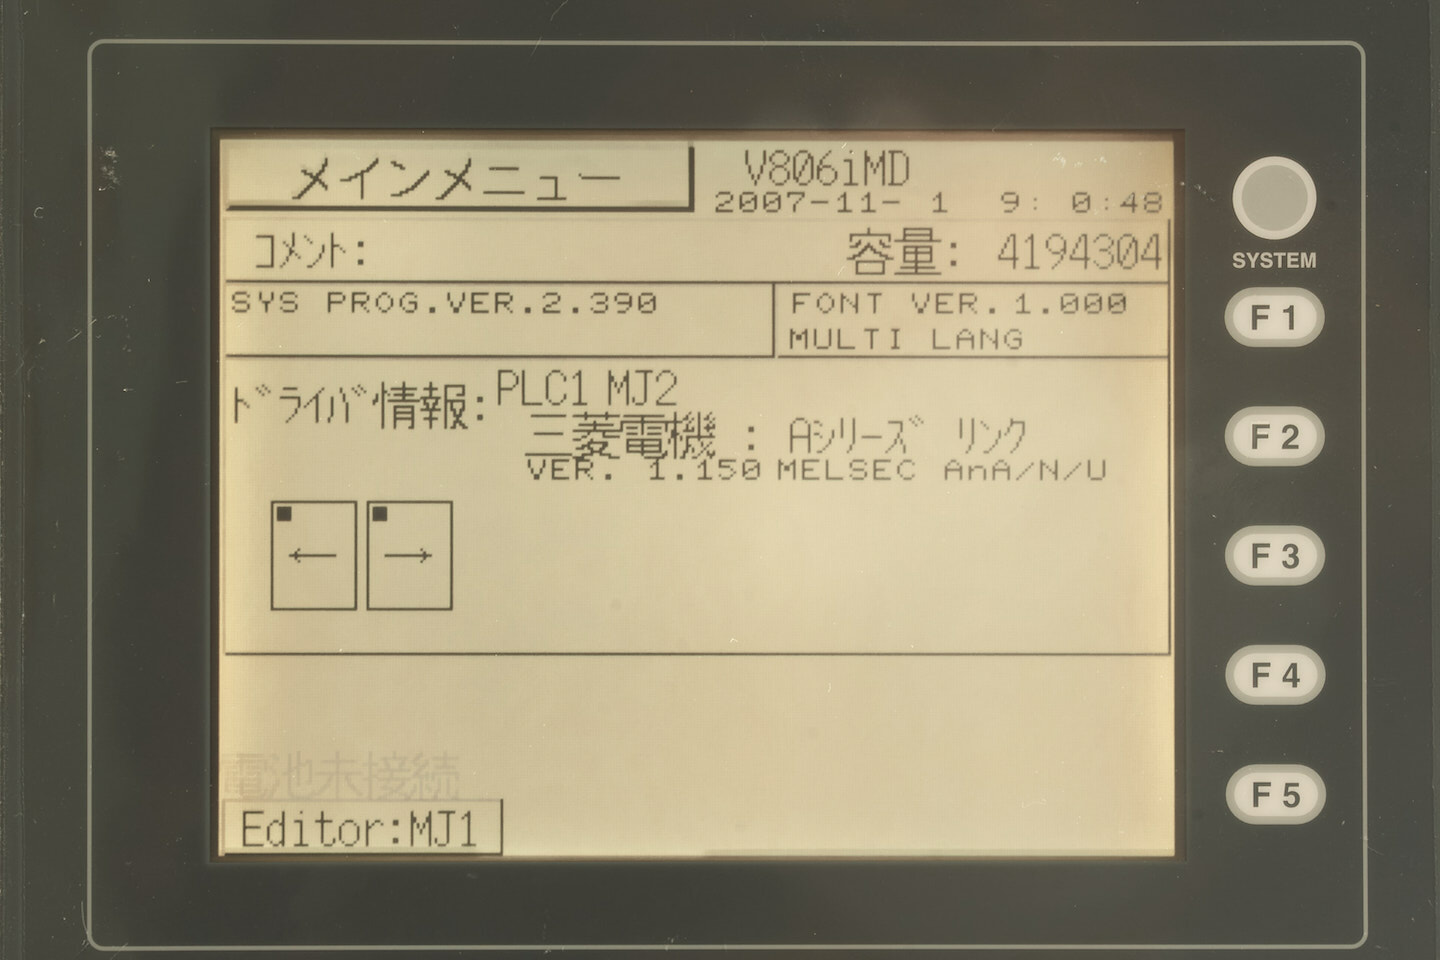 メインメニュー
V806iMD
2007-11- 1 9: 0:48
コメント:
容量: 4194304
SYS PROG.VER.2.390
FONT VER.1.000
MULTI LANG
ドライバ情報:
PLC1 MJ2
三菱電機 : Aシリーズ リンク
VER. 1.150 MELSEC AnA/N/U
←
→
電池未接続
Editor:MJ1
SYSTEM
F1
F2
F3
F4
F5